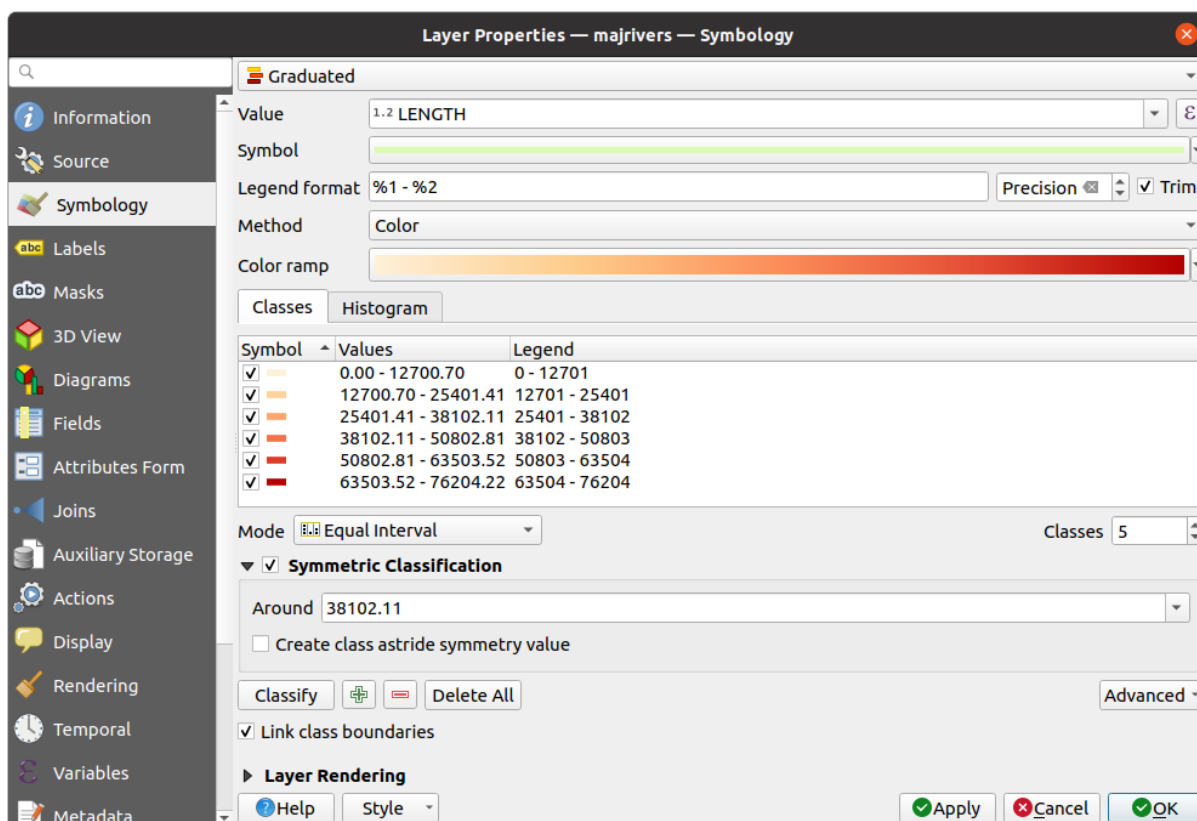 Layer Properties — majrivers — Symbology
Graduated
Information
Source
Symbology
abc Labels
abc Masks
3D View
Diagrams
Fields
Attributes Form
Joins
Auxiliary Storage
Actions
Display
Rendering
Temporal
Variables
Metadata
Value 1.2 LENGTH ε
Symbol
Legend format %1 - %2 Precision Trim
Method Color
Color ramp
Classes Histogram
Symbol Values Legend
0.00 - 12700.70 0 - 12701
12700.70 - 25401.41 12701 - 25401
25401.41 - 38102.11 25401 - 38102
38102.11 - 50802.81 38102 - 50803
50802.81 - 63503.52 50803 - 63504
63503.52 - 76204.22 63504 - 76204
Mode Equal Interval Classes 5
Symmetric Classification
Around 38102.11
Create class astride symmetry value
Classify Delete All Advanced
Link class boundaries
Layer Rendering
Help Style Apply Cancel OK